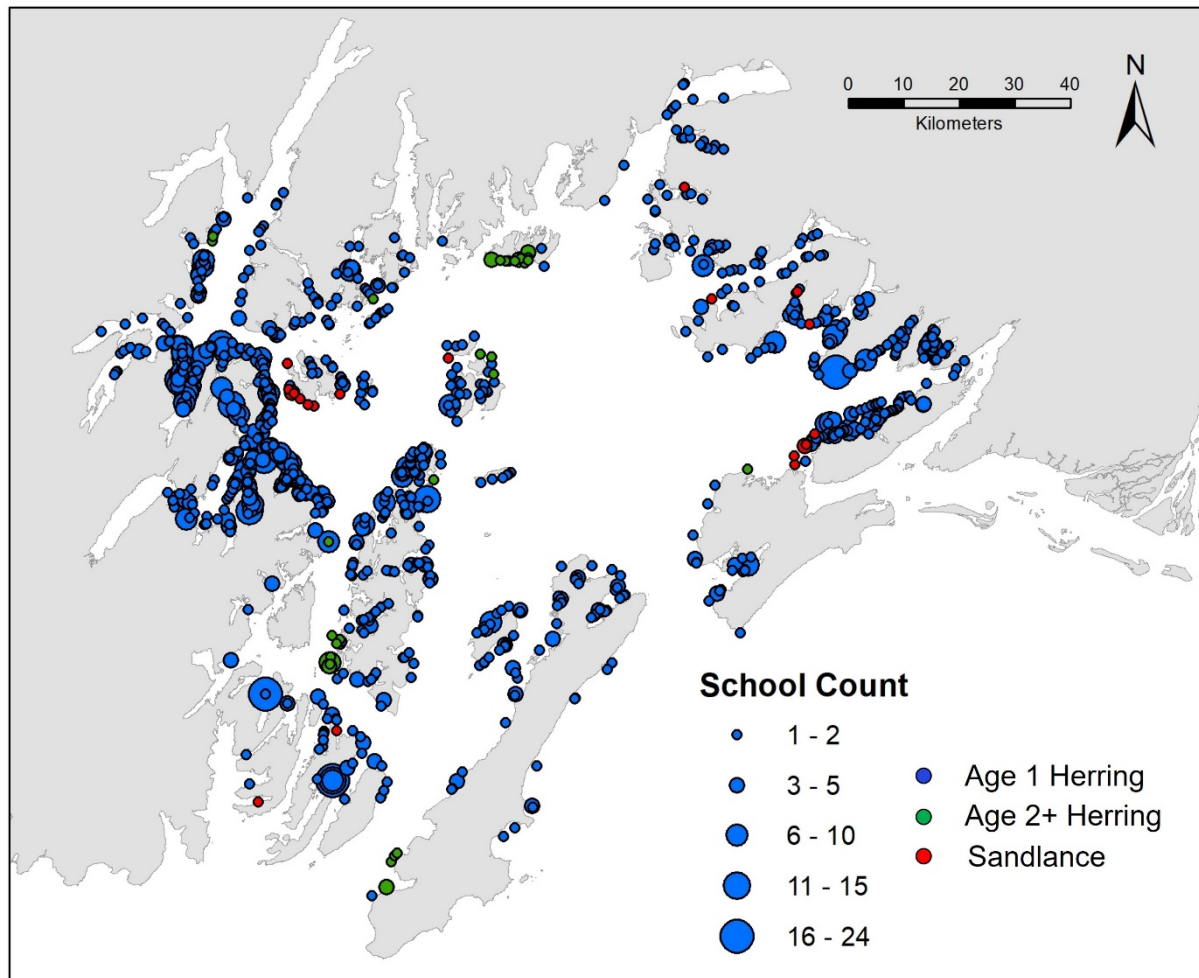 N
0 10 20 30 40
Kilometers
School Count
1 - 2
3 - 5
6 - 10
11 - 15
16 - 24
Age 1 Herring
Age 2+ Herring
Sandlance